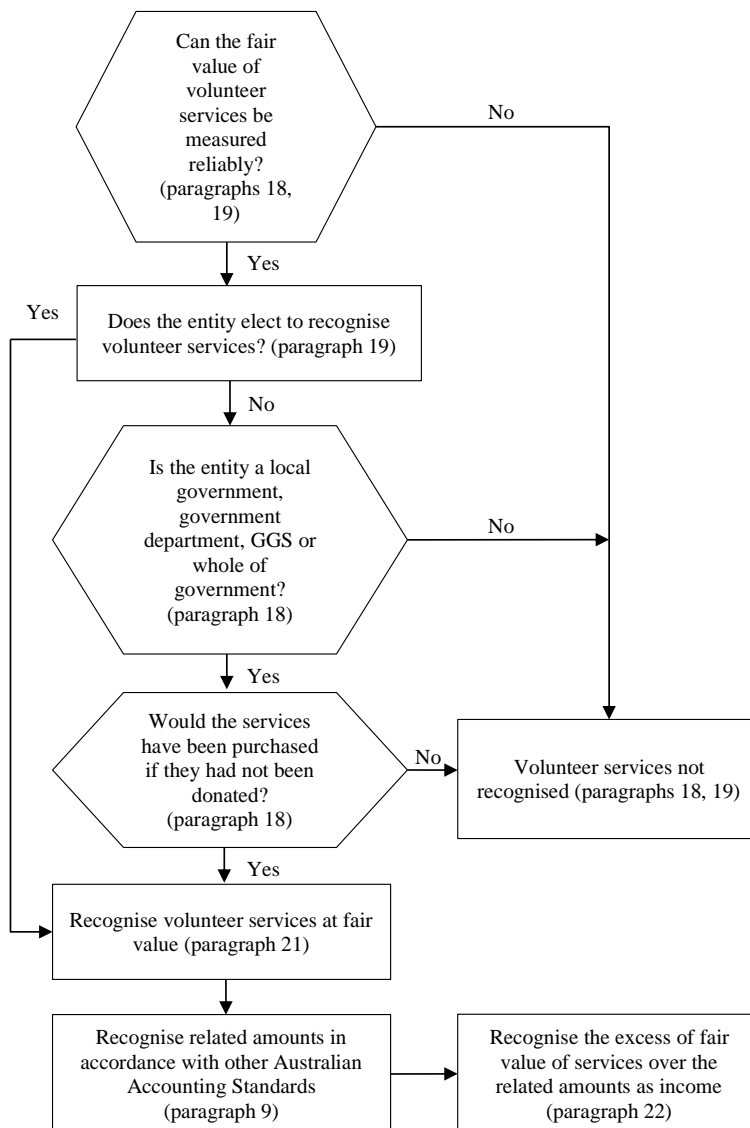 Can the fair
value of
volunteer
services be
measured
reliably?
(paragraphs 18,
19)
No
Yes
Yes
Does the entity elect to recognise
volunteer services? (paragraph 19)
No
Is the entity a local
government,
government
department, GGS or
whole of
government?
(paragraph 18)
No
Yes
Would the services
have been purchased
if they had not been
donated?
(paragraph 18)
No
Volunteer services not
recognised (paragraphs 18, 19)
Yes
Recognise volunteer services at fair
value (paragraph 21)
Recognise related amounts in
accordance with other Australian
Accounting Standards
(paragraph 9)
Recognise the excess of fair
value of services over the
related amounts as income
(paragraph 22)